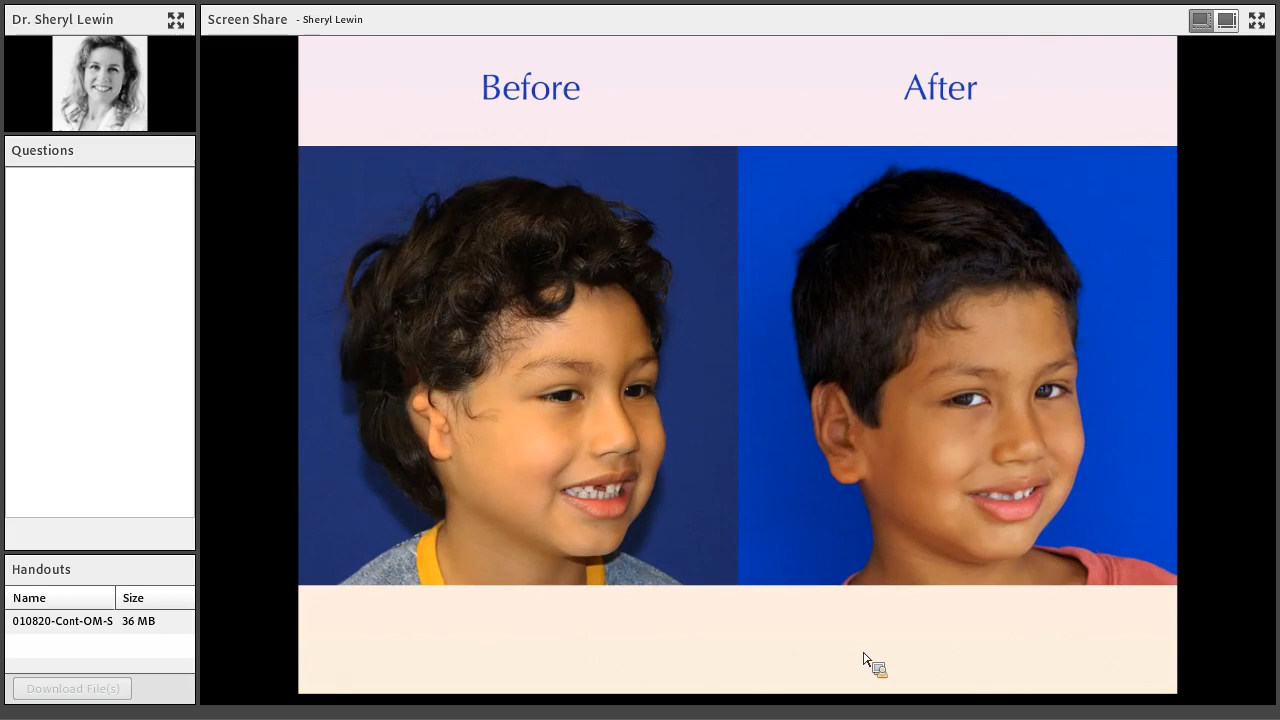 Dr. Sheryl Lewin
Screen Share - Sheryl Lewin
Before
After
Questions
Handouts
Name Size
010820-Cont-OM-S 36 MB
Download File(s)